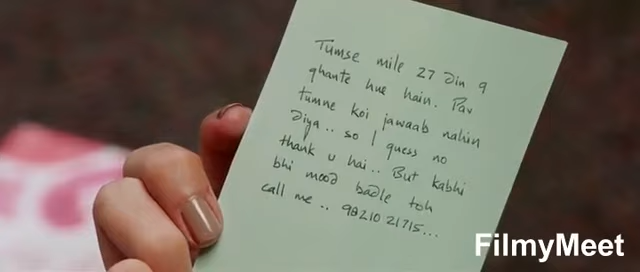 Tumse mile 27 din 9
ghante hue hain. Par
tumne koi jawaab nahin
diya.. so I guess no
thank u hai.. But kabhi
bhi mood badle toh
call me.. 98210 21715...
FilmyMeet